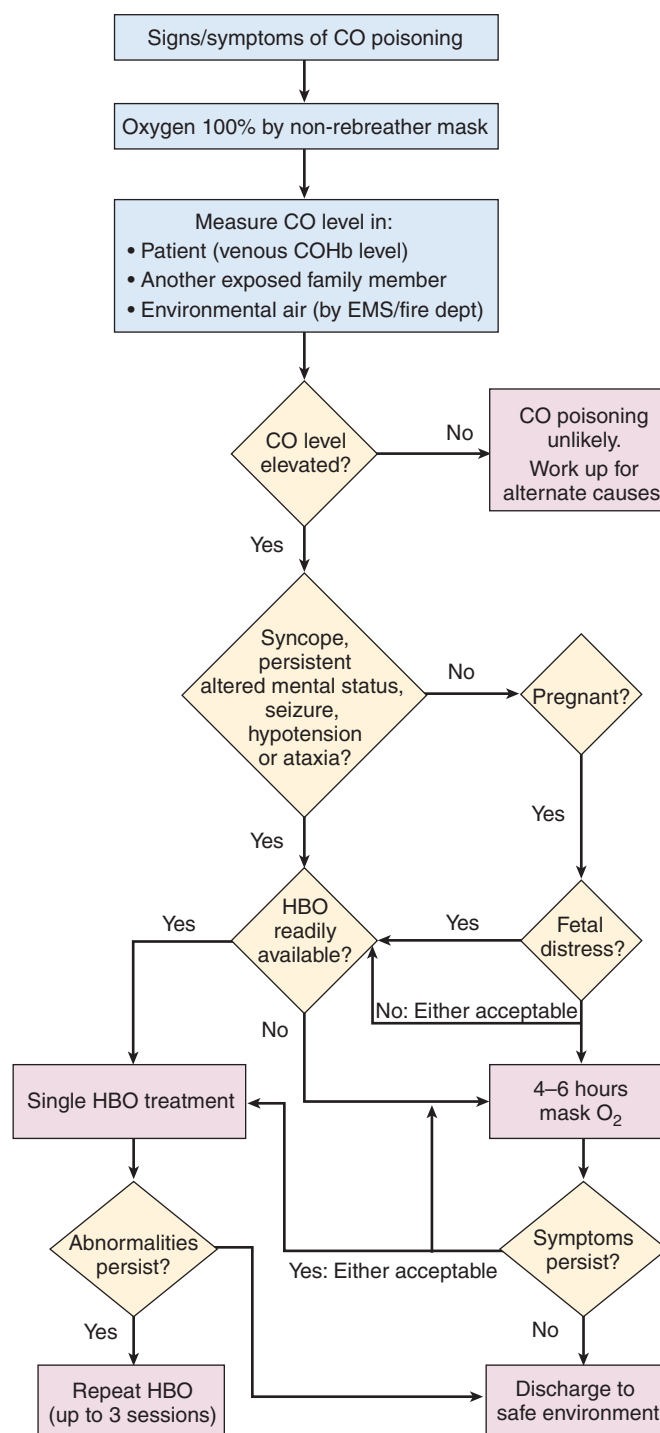 Signs/symptoms of CO poisoning
Oxygen 100% by non-rebreather mask
Measure CO level in:
• Patient (venous COHb level)
• Another exposed family member
• Environmental air (by EMS/fire dept)
CO level
elevated?
No
CO poisoning
unlikely.
Work up for
alternate causes.
Yes
Syncope,
persistent
altered mental status,
seizure,
hypotension
or ataxia?
No
Pregnant?
Yes
Yes
HBO
readily
available?
Yes
Fetal
distress?
Yes
No: Either acceptable
No
Single HBO treatment
4–6 hours
mask O₂
Abnormalities
persist?
Yes: Either acceptable
Symptoms
persist?
Yes
No
Repeat HBO
(up to 3 sessions)
Discharge to
safe environment